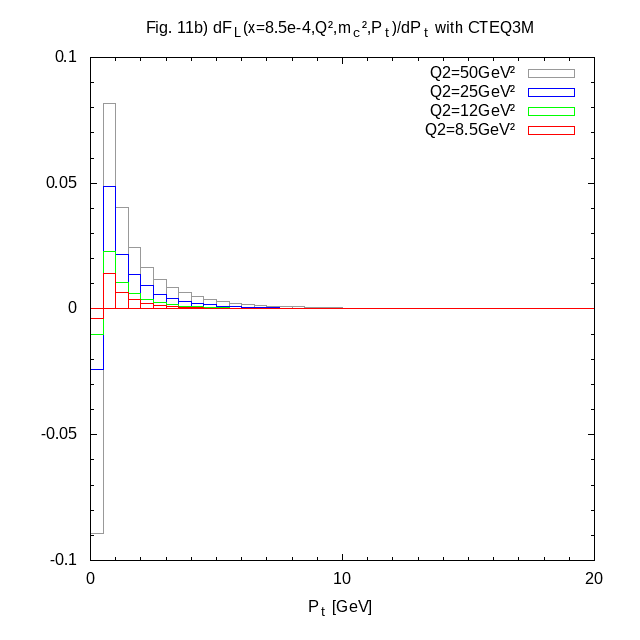 Fig. 11b) dF_L(x=8.5e-4,Q²,m_c²,P_t)/dP_t with CTEQ3M
0.1
Q2=50GeV²
Q2=25GeV²
Q2=12GeV²
Q2=8.5GeV²
0.05
0
-0.05
-0.1
0 10 20
P_t [GeV]